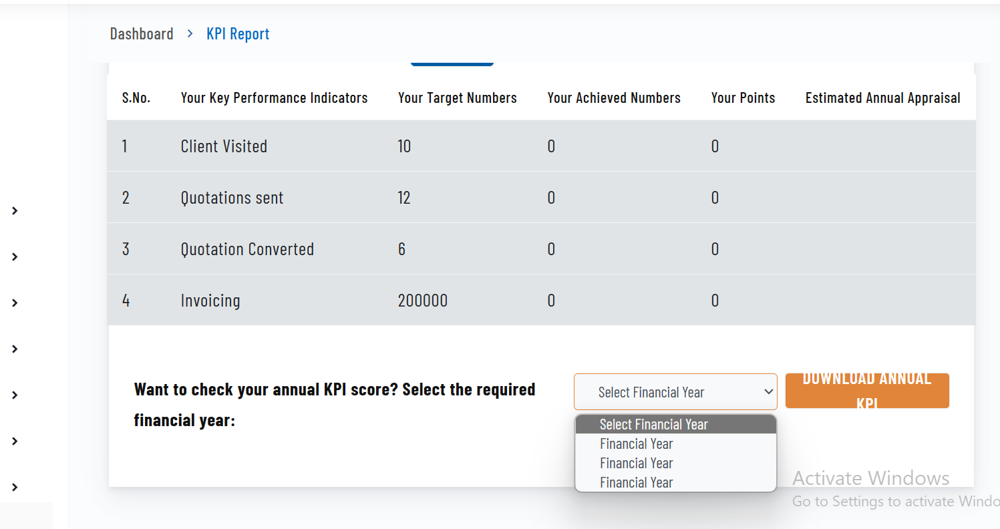 Dashboard > KPI Report
S.No. Your Key Performance Indicators Your Target Numbers Your Achieved Numbers Your Points Estimated Annual Appraisal
1 Client Visited 10 0 0
2 Quotations sent 12 0 0
3 Quotation Converted 6 0 0
4 Invoicing 200000 0 0
Want to check your annual KPI score? Select the required
financial year:
Select Financial Year
DOWNLOAD ANNUAL
KPI
Select Financial Year
Financial Year
Financial Year
Financial Year
Activate Windows
Go to Settings to activate